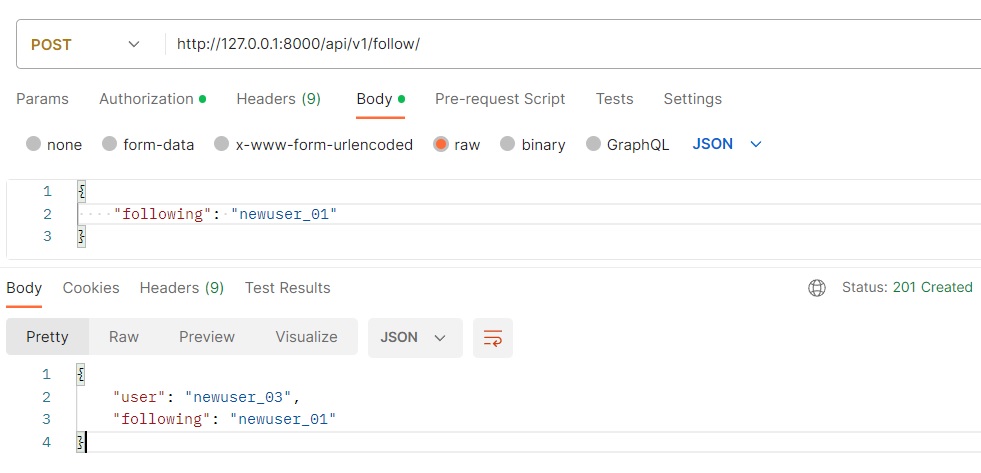 POST http://127.0.0.1:8000/api/v1/follow/
Params Authorization Headers (9) Body Pre-request Script Tests Settings
none form-data x-www-form-urlencoded raw binary GraphQL JSON
1 {
2 "following": "newuser_01"
3 }
Body Cookies Headers (9) Test Results Status: 201 Created
Pretty Raw Preview Visualize JSON
1 {
2 "user": "newuser_03",
3 "following": "newuser_01"
4 }